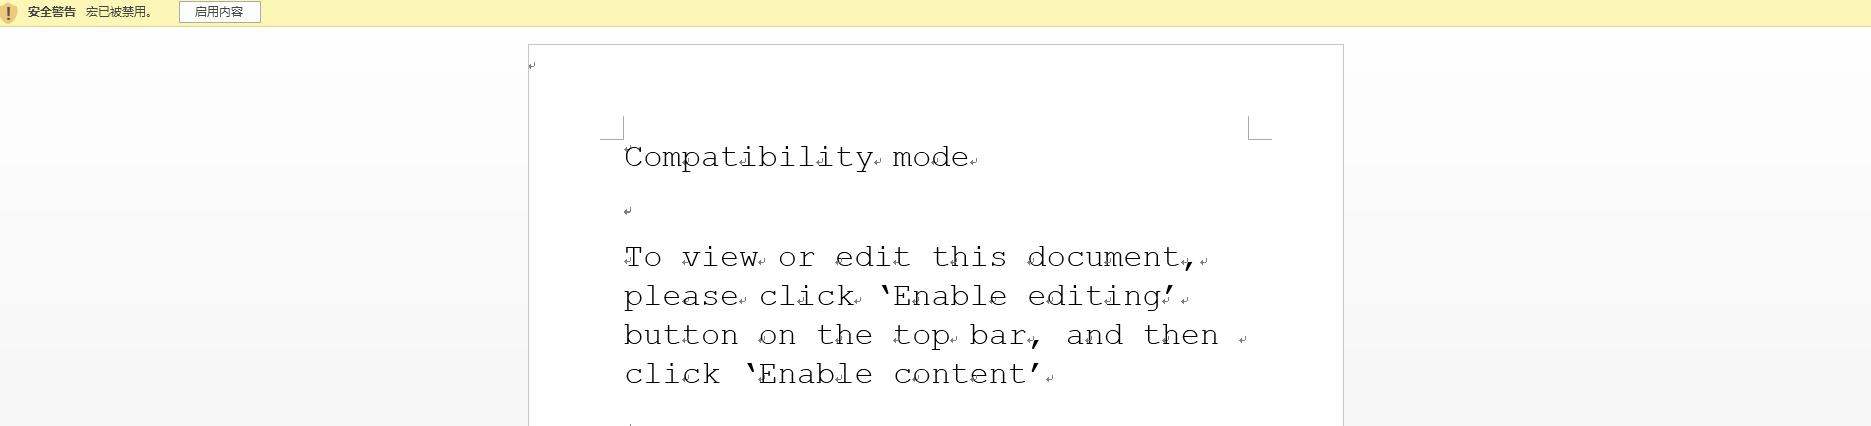 安全警告 宏已被禁用。 启用内容
Compatibility mode
To view or edit this document,
please click ‘Enable editing’
button on the top bar, and then
click ‘Enable content’